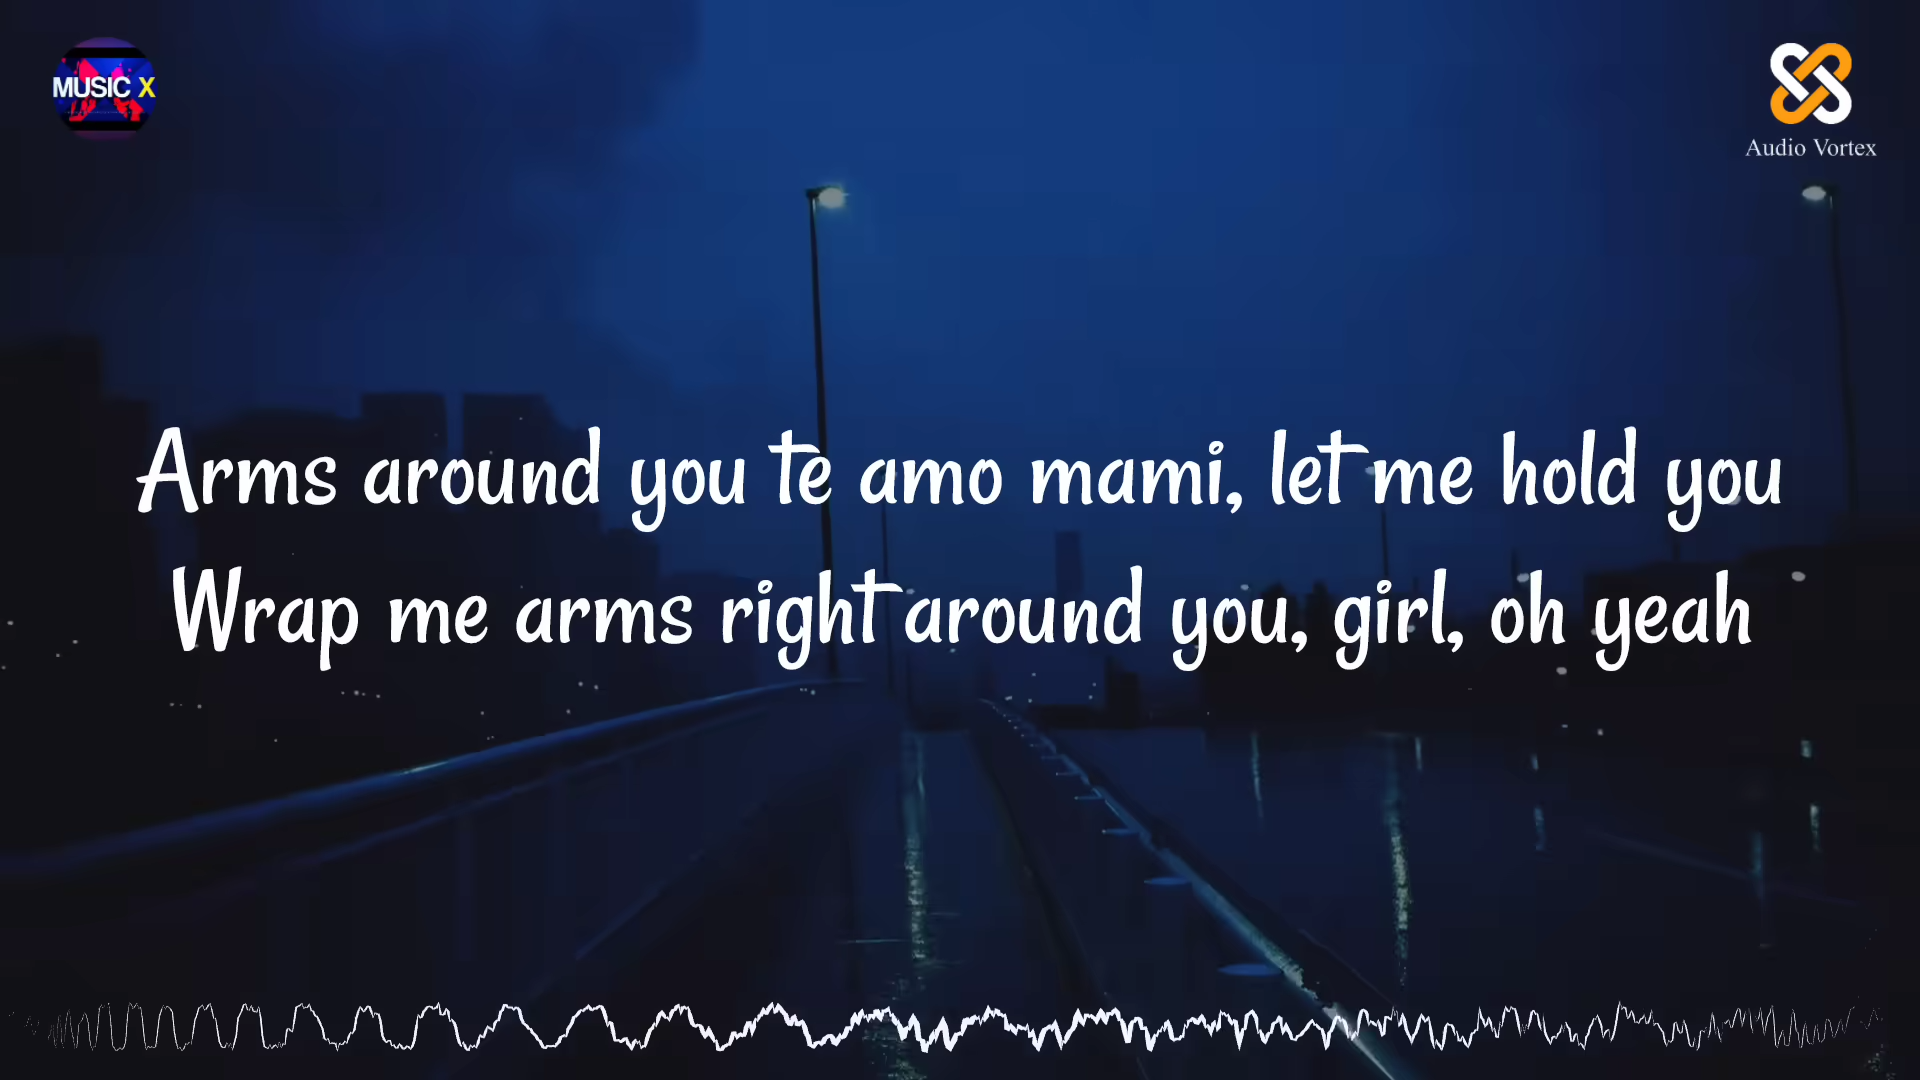 MUSIC X
Audio Vortex
Arms around you te amo mami, let me hold you
Wrap me arms right around you, girl, oh yeah